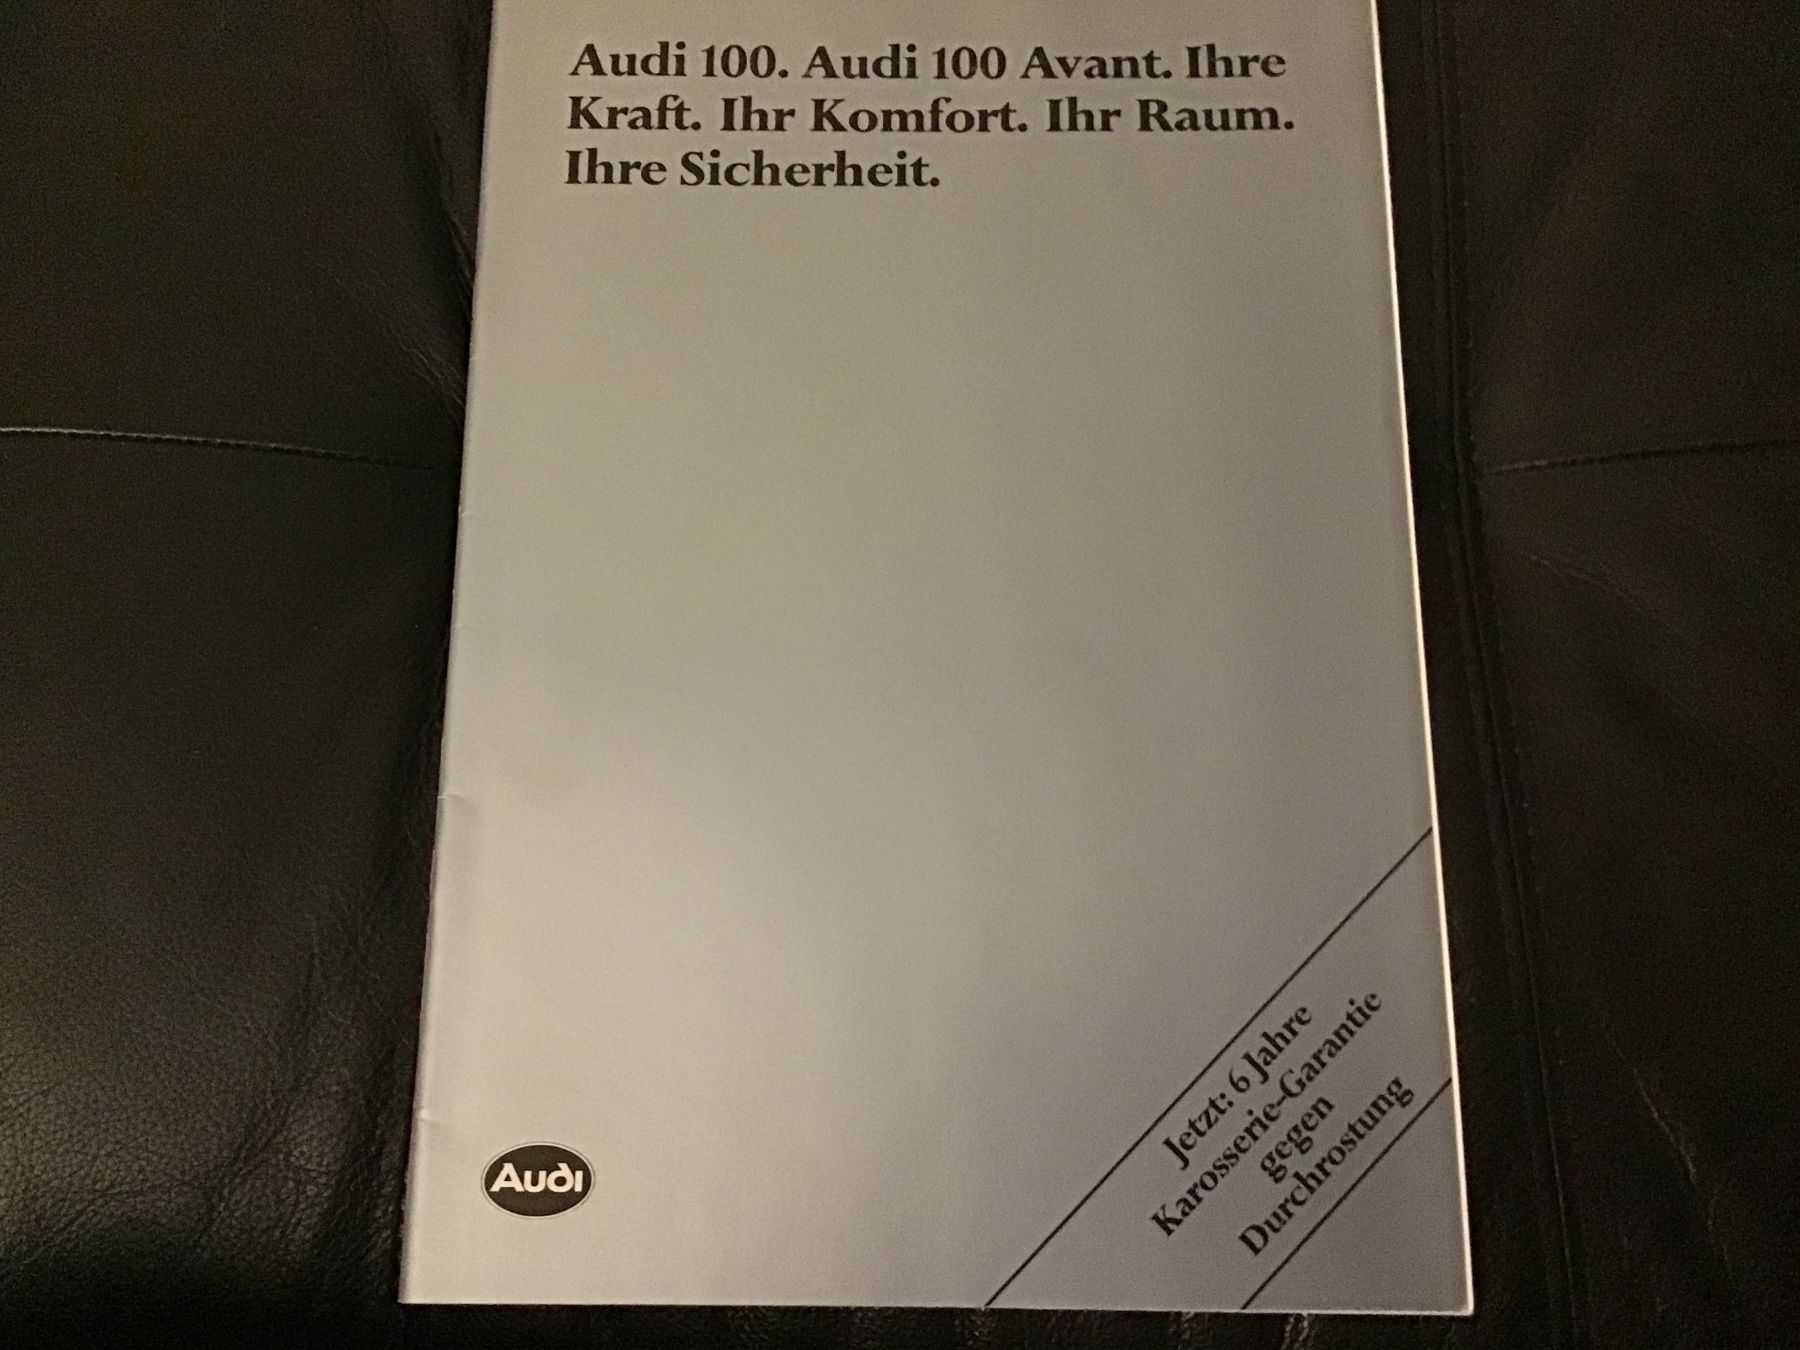 Audi 100. Audi 100 Avant. Ihre
Kraft. Ihr Komfort. Ihr Raum.
Ihre Sicherheit.
Audi
Jetzt: 6 Jahre
Karosserie-Garantie
gegen
Durchrostung